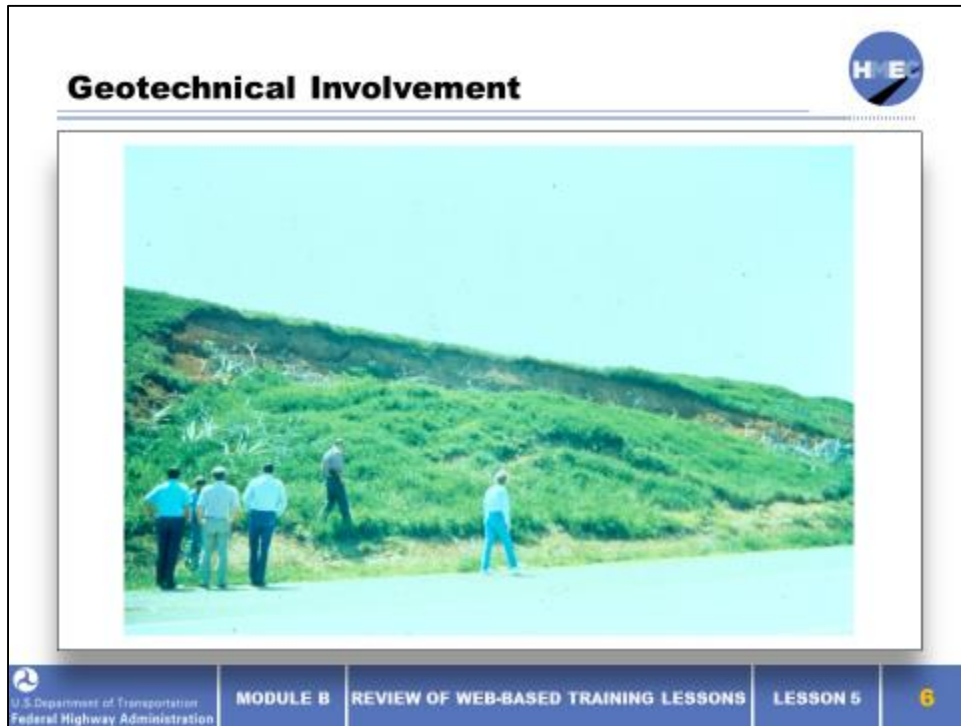 Geotechnical Involvement
HMEC
U.S.Department of Transportation
Federal Highway Administration
MODULE B
REVIEW OF WEB-BASED TRAINING LESSONS
LESSON 5
6